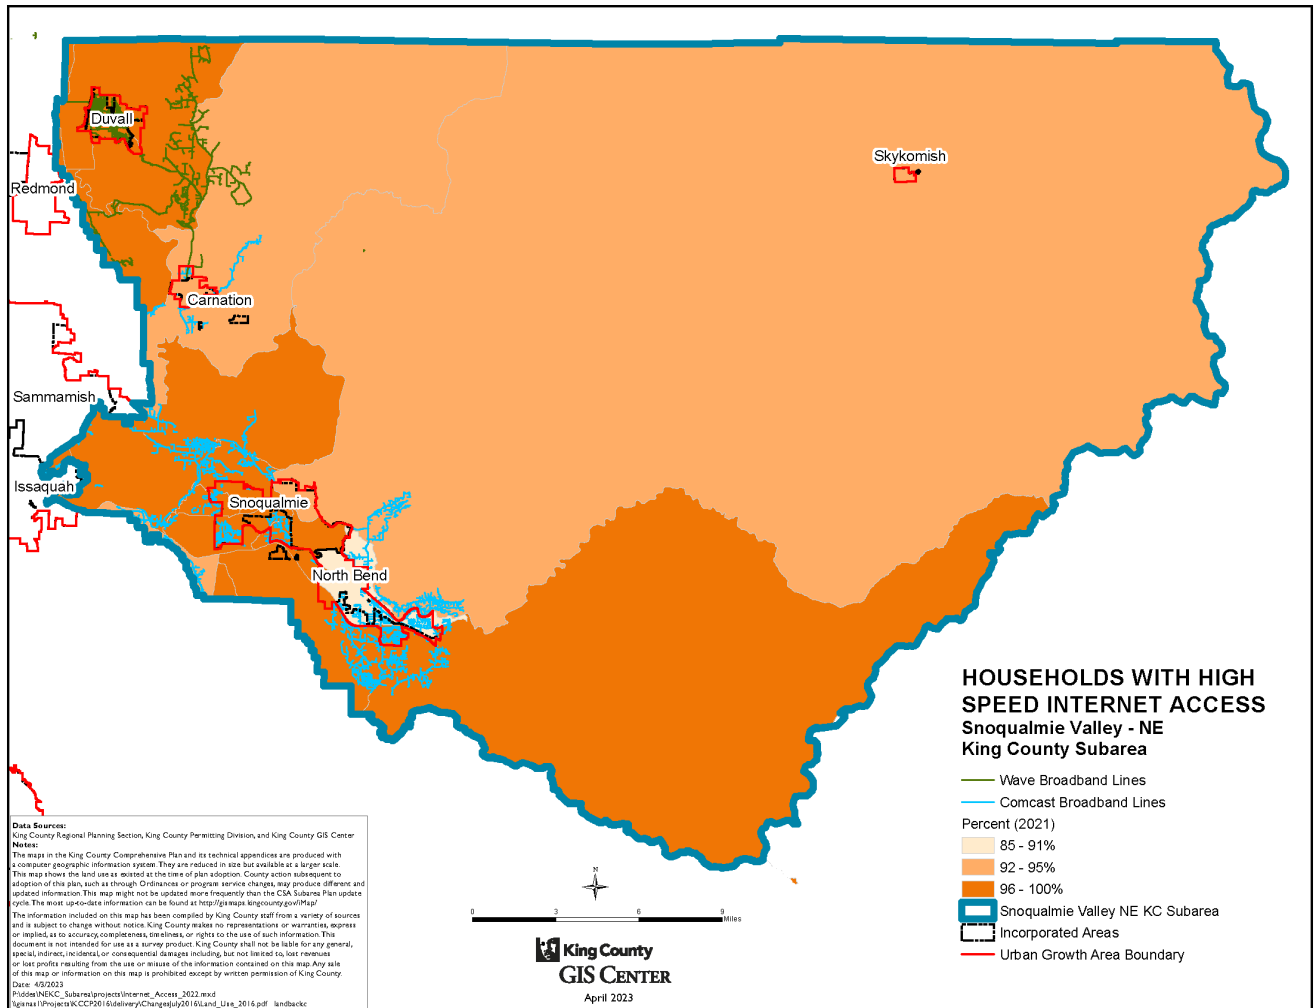 Duvall
Skykomish
Redmond
Carnation
Sammamish
Issaquah
Snoqualmie
North Bend
HOUSEHOLDS WITH HIGH
SPEED INTERNET ACCESS
Snoqualmie Valley - NE
King County Subarea
Wave Broadband Lines
Comcast Broadband Lines
Percent (2021)
85 - 91%
92 - 95%
96 - 100%
Snoqualmie Valley NE KC Subarea
Incorporated Areas
Urban Growth Area Boundary
Data Sources:
King County Regional Planning Section, King County Permitting Division, and King County GIS Center
Notes:
The maps in the King County Comprehensive Plan and its technical appendices are produced with
a computer geographic information system. They are reduced in size but available at a larger scale.
This map shows the land use as existed at the time of plan adoption. County action subsequent to
adoption of this plan, such as through Ordinances or program service changes, may produce different and
updated information. This map might not be updated more frequently than the CSA Subarea Plan update
cycle. The most up-to-date information can be found at http://gismaps.kingcounty.gov/iMap/
The information included on this map has been compiled by King County staff from a variety of sources
and is subject to change without notice. King County makes no representations or warranties, express
or implied, as to accuracy, completeness, timeliness, or rights to the use of such information. This
document is not intended for use as a survey product. King County shall not be liable for any general,
special, indirect, incidental, or consequential damages including, but not limited to, lost revenues
or lost profits resulting from the use or misuse of the information contained on this map. Any sale
of this map or information on this map is prohibited except by written permission of King County.
Date: 4/3/2023
P:\ddes\NEKC_Subarea\projects\Internet_Access_2022.mxd
\\gisnas1\Projects\KCCP2016\delivery\ChangesJuly2016\Land_Use_2016.pdf landbackc
N
0 3 6 9
Miles
King County
GIS CENTER
April 2023